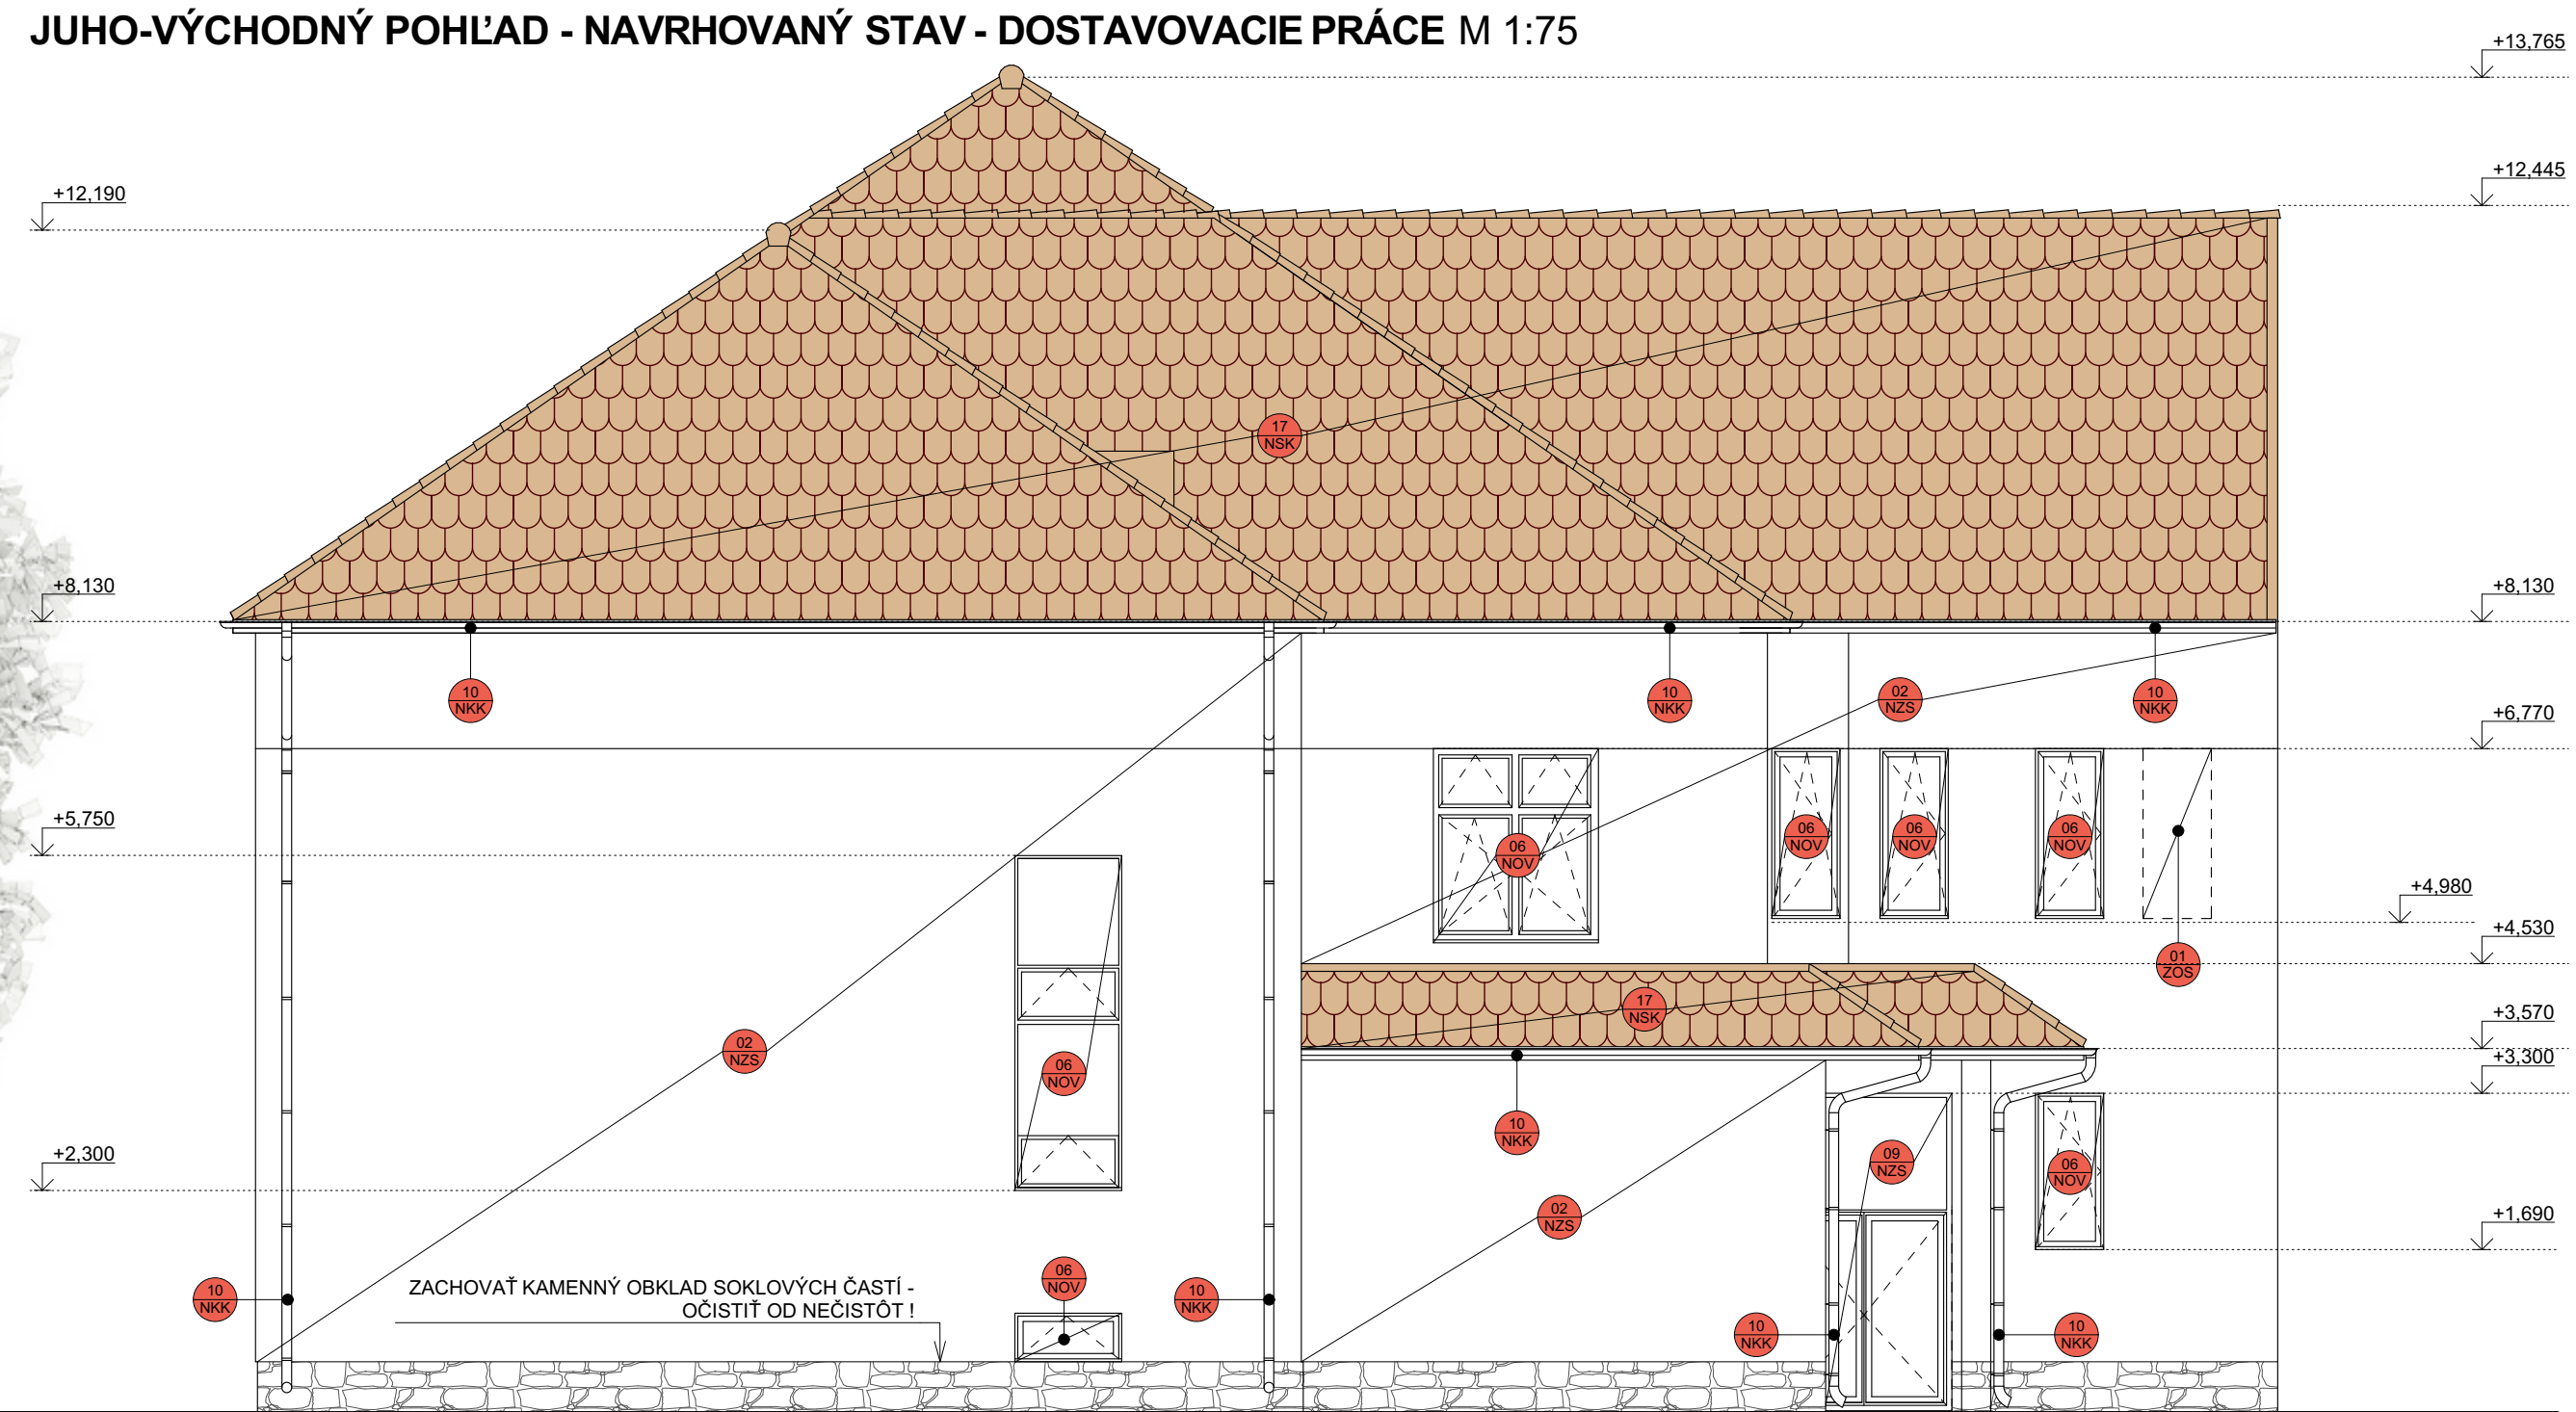 JUHO-VÝCHODNÝ POHĽAD - NAVRHOVANÝ STAV - DOSTAVOVACIE PRÁCE M 1:75
+13,765
+12,445
+12,190
17
NSK
+8,130
+8,130
10
NKK
10
NKK
02
NZS
10
NKK
+6,770
+5,750
06
NOV
06
NOV
06
NOV
06
NOV
+4,980
+4,530
01
ZOS
17
NSK
+3,570
02
NZS
06
NOV
+3,300
10
NKK
+2,300
09
NZS
06
NOV
02
NZS
+1,690
10
NKK
ZACHOVAŤ KAMENNÝ OBKLAD SOKLOVÝCH ČASTÍ -
OČISTIŤ OD NEČISTÔT !
06
NOV
10
NKK
10
NKK
10
NKK